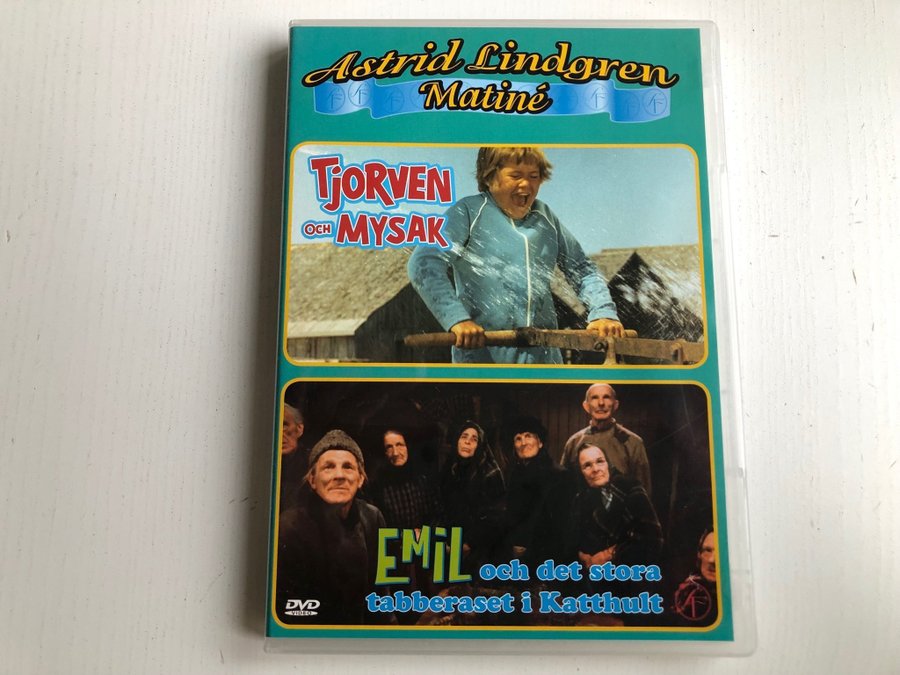 Astrid Lindgren
Matiné
TJORVEN
OCH MYSAK
EMIL och det stora
tabberaset i Katthult
DVD
VIDEO